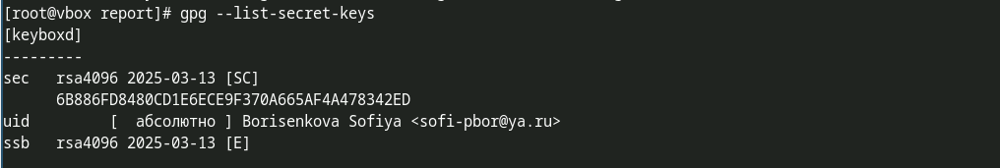 [root@vbox report]# gpg --list-secret-keys
[keyboxd]
---------
sec   rsa4096 2025-03-13 [SC]
      6B886FD8480CD1E6ECE9F370A665AF4A478342ED
uid         [  абсолютно ] Borisenkova Sofiya <sofi-pbor@ya.ru>
ssb   rsa4096 2025-03-13 [E]